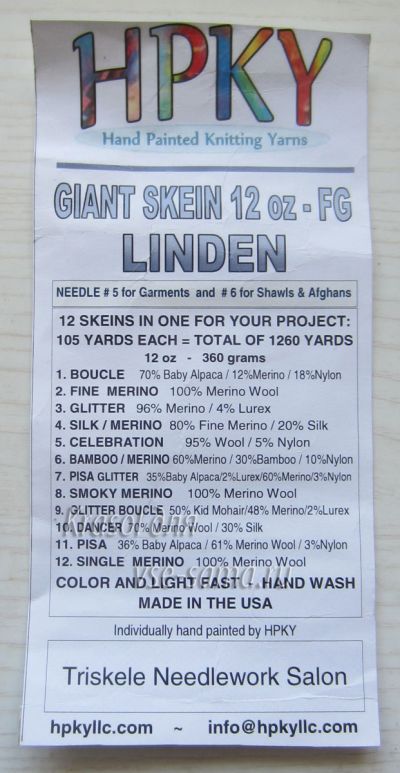 HPKY
Hand Painted Knitting Yarns
GIANT SKEIN 12 oz - FG
LINDEN
NEEDLE # 5 for Garments and # 6 for Shawls & Afghans
12 SKEINS IN ONE FOR YOUR PROJECT:
105 YARDS EACH = TOTAL OF 1260 YARDS
12 oz - 360 grams
1. BOUCLE 70% Baby Alpaca / 12%Merino / 18%Nylon
2. FINE MERINO 100% Merino Wool
3. GLITTER 96% Merino / 4% Lurex
4. SILK / MERINO 80% Fine Merino / 20% Silk
5. CELEBRATION 95% Wool / 5% Nylon
6. BAMBOO / MERINO 60%Merino / 30%Bamboo / 10%Nylon
7. PISA GLITTER 35%Baby Alpaca/2%Lurex/60%Merino/3%Nylon
8. SMOKY MERINO 100% Merino Wool
9. GLITTER BOUCLE 50% Kid Mohair/48% Merino/2%Lurex
10. DANCER 70% Merino Wool / 30% Silk
11. PISA 36% Baby Alpaca / 61% Merino Wool / 3%Nylon
12. SINGLE MERINO 100% Merino Wool
COLOR AND LIGHT FAST - HAND WASH
MADE IN THE USA
Individually hand painted by HPKY
Triskele Needlework Salon
hpkyllc.com ~ info@hpkyllc.com
vse-sama.ru